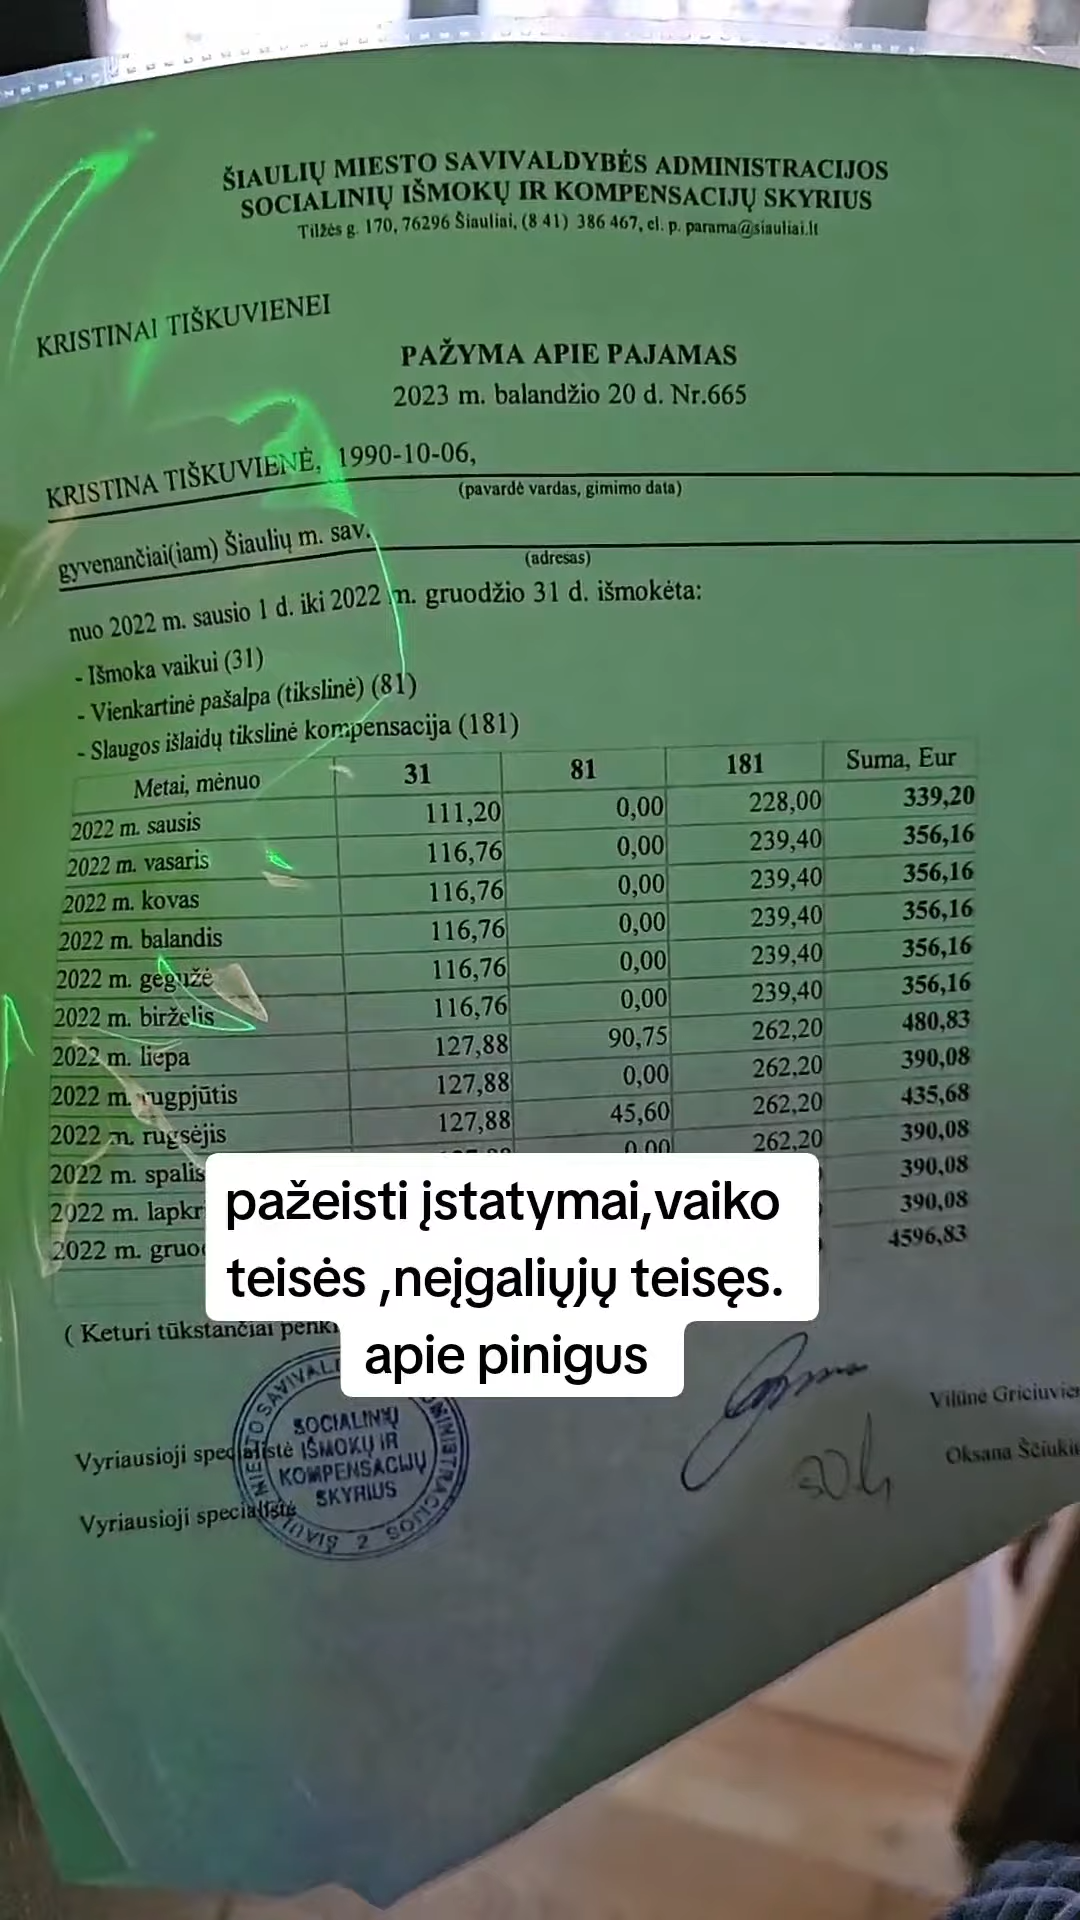 ŠIAULIŲ MIESTO SAVIVALDYBĖS ADMINISTRACIJOS
SOCIALINIŲ IŠMOKŲ IR KOMPENSACIJŲ SKYRIUS
Tilžės g. 170, 76296 Šiauliai, (8 41) 386 467, el. p. parama@siauliai.lt
KRISTINAI TIŠKUVIENEI
PAŽYMA APIE PAJAMAS
2023 m. balandžio 20 d. Nr.665
KRISTINA TIŠKUVIENĖ, 1990-10-06,
(pavardė vardas, gimimo data)
gyvenančiai(iam) Šiaulių m. sav.
(adresas)
nuo 2022 m. sausio 1 d. iki 2022 m. gruodžio 31 d. išmokėta:
- Išmoka vaikui (31)
- Vienkartinė pašalpa (tikslinė) (81)
- Slaugos išlaidų tikslinė kompensacija (181)
Metai, mėnuo 31 81 181 Suma, Eur
2022 m. sausis 111,20 0,00 228,00 339,20
2022 m. vasaris 116,76 0,00 239,40 356,16
2022 m. kovas 116,76 0,00 239,40 356,16
2022 m. balandis 116,76 0,00 239,40 356,16
2022 m. gegužė 116,76 0,00 239,40 356,16
2022 m. birželis 116,76 0,00 239,40 356,16
2022 m. liepa 127,88 90,75 262,20 480,83
2022 m. rugpjūtis 127,88 0,00 262,20 390,08
2022 m. rugsėjis 127,88 45,60 262,20 435,68
2022 m. spalis 0,00 262,20 390,08
2022 m. lapkr 390,08
2022 m. gruo 390,08
4596,83
pažeisti įstatymai,vaiko
teisės ,neįgaliųjų teisęs.
apie pinigus
( Keturi tūkstančiai penki
Vyriausioji specialistė
Vilūnė Griciuvien
Vyriausioji specialistė
Oksana Ščiukin
SOCIALINIŲ
IŠMOKŲ IR
KOMPENSACIJŲ
SKYRIUS